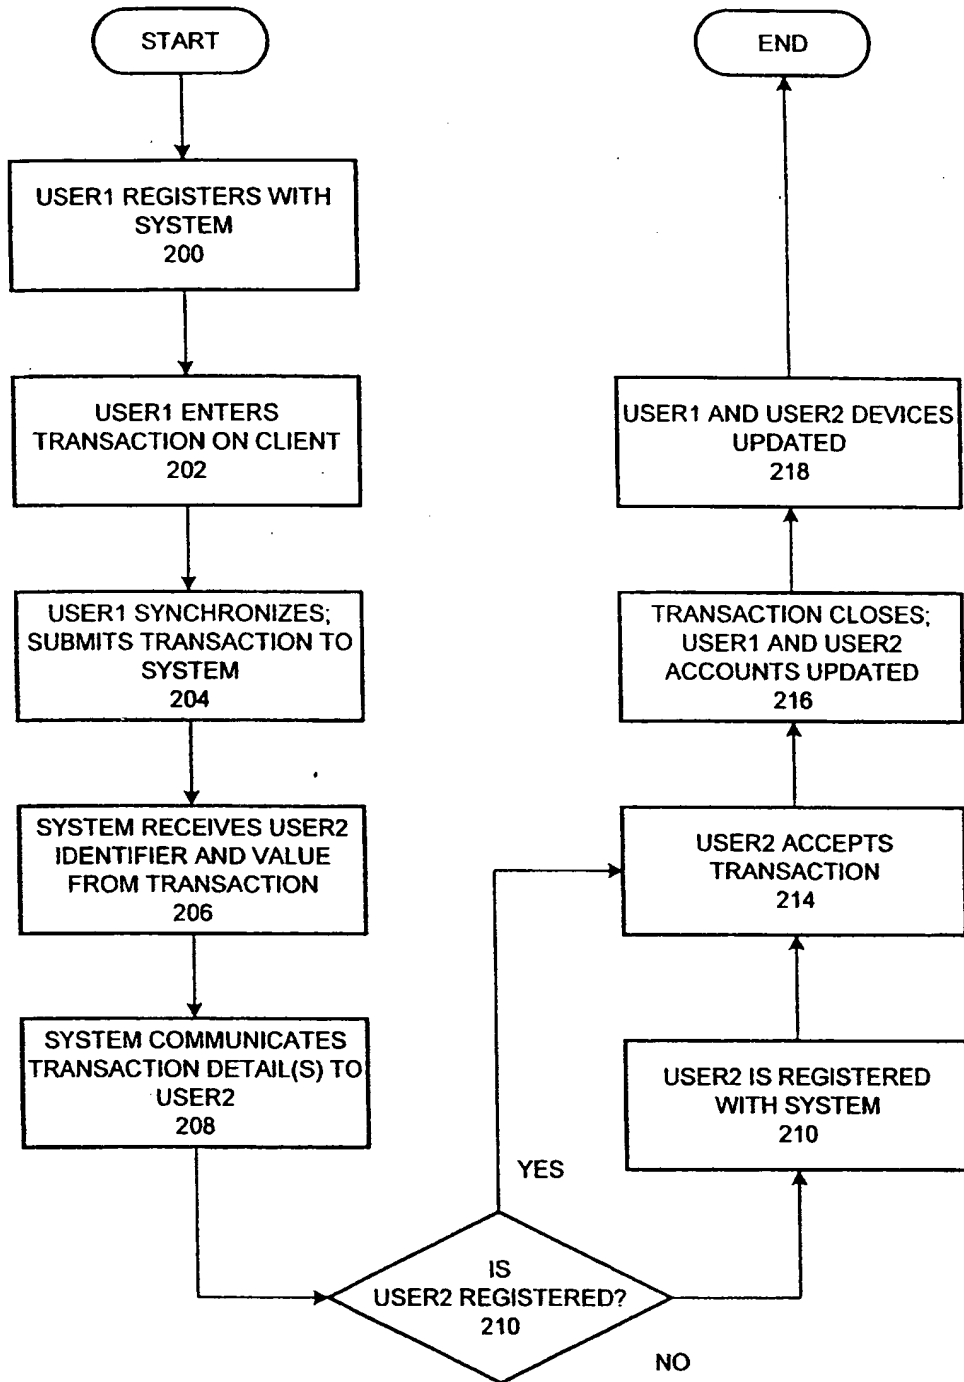 START
USER1 REGISTERS WITH
SYSTEM
200
USER1 ENTERS
TRANSACTION ON CLIENT
202
USER1 SYNCHRONIZES;
SUBMITS TRANSACTION TO
SYSTEM
204
SYSTEM RECEIVES USER2
IDENTIFIER AND VALUE
FROM TRANSACTION
206
SYSTEM COMMUNICATES
TRANSACTION DETAIL(S) TO
USER2
208
IS
USER2 REGISTERED?
210
YES
NO
USER2 IS REGISTERED
WITH SYSTEM
210
USER2 ACCEPTS
TRANSACTION
214
TRANSACTION CLOSES;
USER1 AND USER2
ACCOUNTS UPDATED
216
USER1 AND USER2 DEVICES
UPDATED
218
END